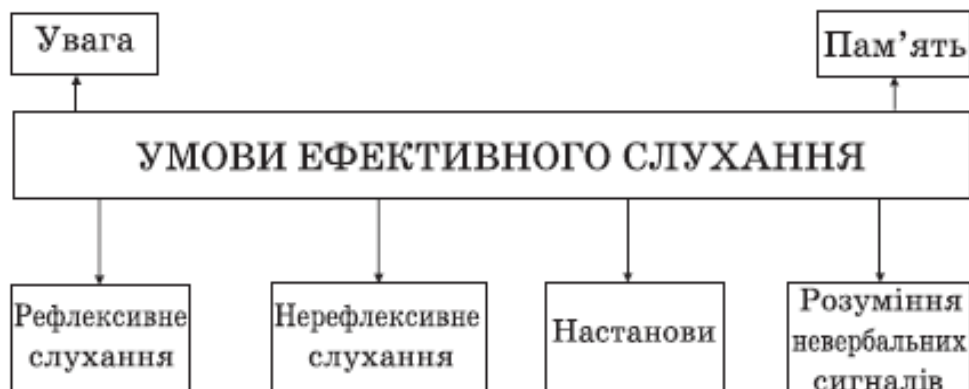 Увага
Пам’ять
УМОВИ ЕФЕКТИВНОГО СЛУХАННЯ
Рефлексивне
слухання
Нерефлексивне
слухання
Настанови
Розуміння
невербальних
сигналів